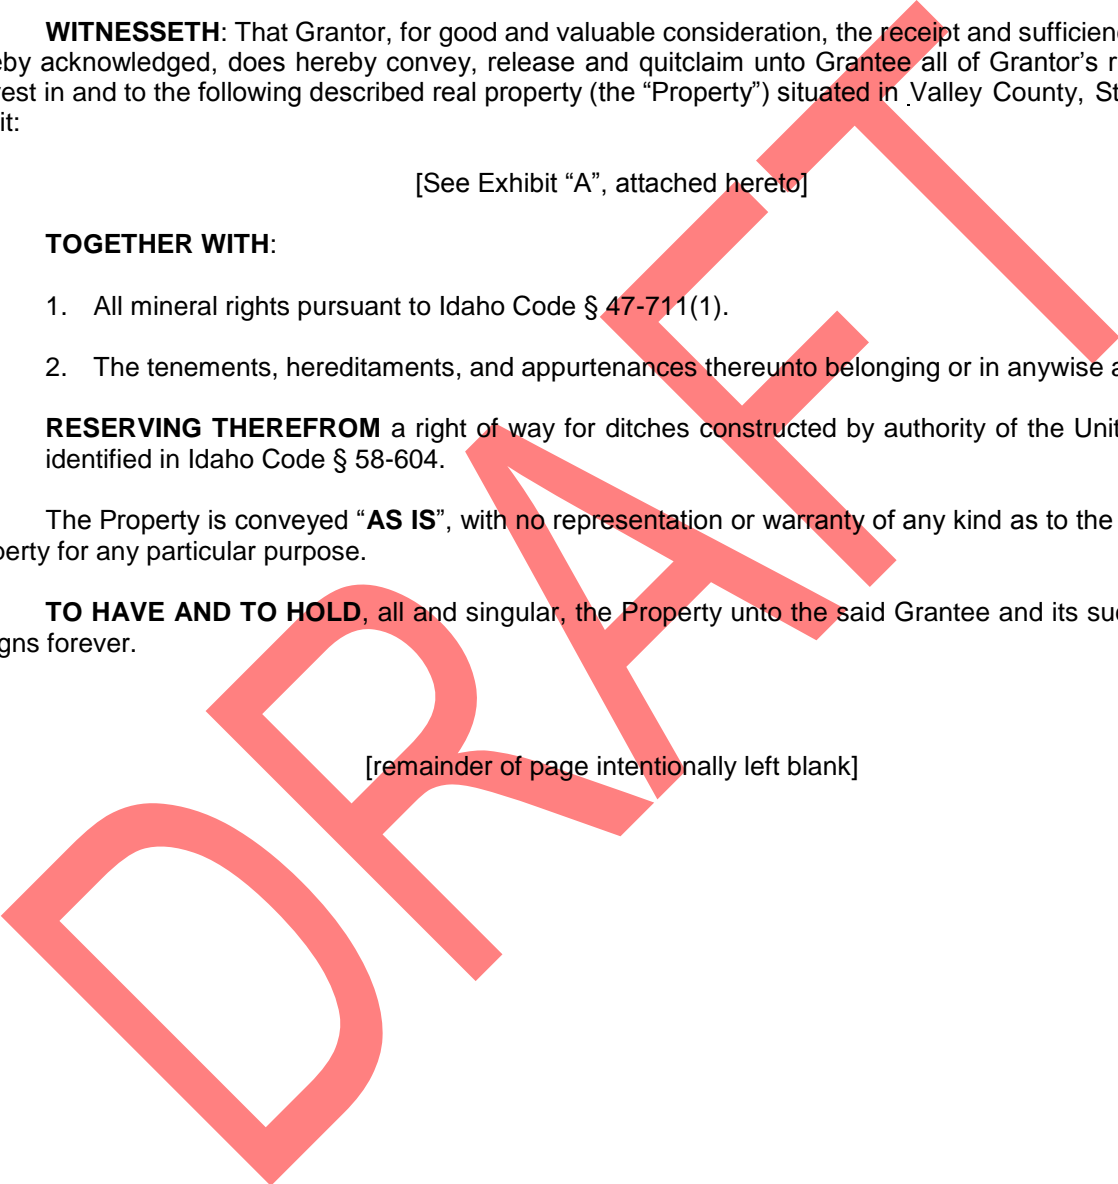 WITNESSETH: That Grantor, for good and valuable consideration, the receipt and sufficien
eby acknowledged, does hereby convey, release and quitclaim unto Grantee all of Grantor’s r
est in and to the following described real property (the “Property”) situated in Valley County, St
it:
[See Exhibit “A”, attached hereto]
TOGETHER WITH:
1. All mineral rights pursuant to Idaho Code § 47-711(1).
2. The tenements, hereditaments, and appurtenances thereunto belonging or in anywise a
RESERVING THEREFROM a right of way for ditches constructed by authority of the Unit
identified in Idaho Code § 58-604.
The Property is conveyed “AS IS”, with no representation or warranty of any kind as to the
perty for any particular purpose.
TO HAVE AND TO HOLD, all and singular, the Property unto the said Grantee and its su
igns forever.
[remainder of page intentionally left blank]
DRAFT